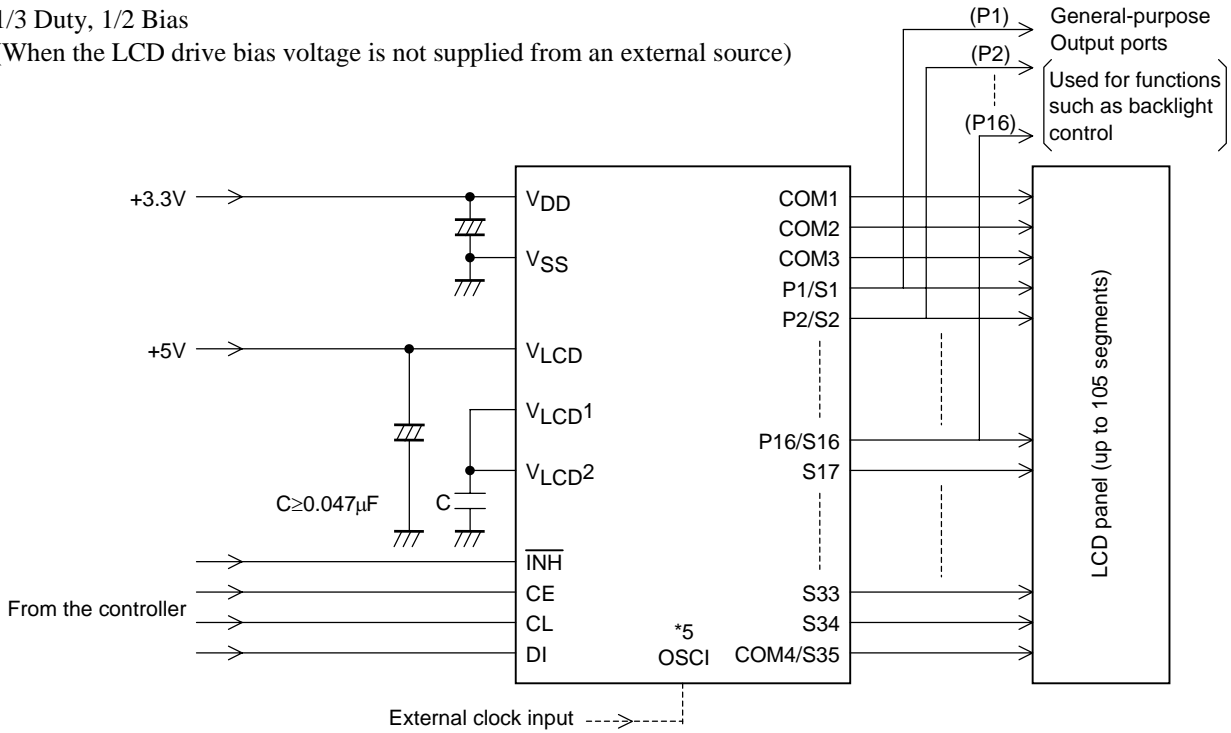 1/3 Duty, 1/2 Bias
(When the LCD drive bias voltage is not supplied from an external source)
(P1)
General-purpose
Output ports
(P2)
Used for functions
such as backlight
control
(P16)
+3.3V
VDD
COM1
COM2
VSS
COM3
P1/S1
P2/S2
+5V
VLCD
VLCD1
P16/S16
VLCD2
S17
C≥0.047μF
C
LCD panel (up to 105 segments)
INH
CE
S33
From the controller
CL
S34
DI
*5
OSCI
COM4/S35
External clock input